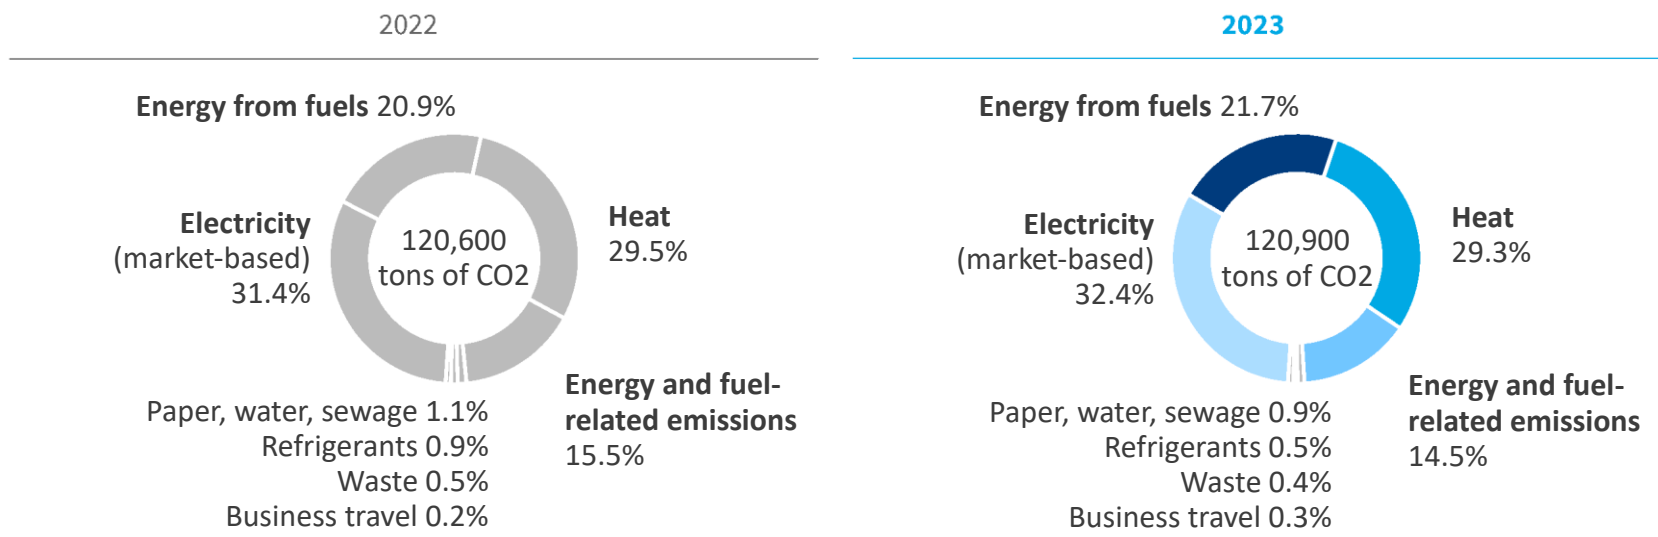 2022
Energy from fuels 20.9%
Electricity
(market-based)
31.4%
120,600
tons of CO2
Heat
29.5%
Energy and fuel-
related emissions
15.5%
Paper, water, sewage 1.1%
Refrigerants 0.9%
Waste 0.5%
Business travel 0.2%
2023
Energy from fuels 21.7%
Electricity
(market-based)
32.4%
120,900
tons of CO2
Heat
29.3%
Energy and fuel-
related emissions
14.5%
Paper, water, sewage 0.9%
Refrigerants 0.5%
Waste 0.4%
Business travel 0.3%